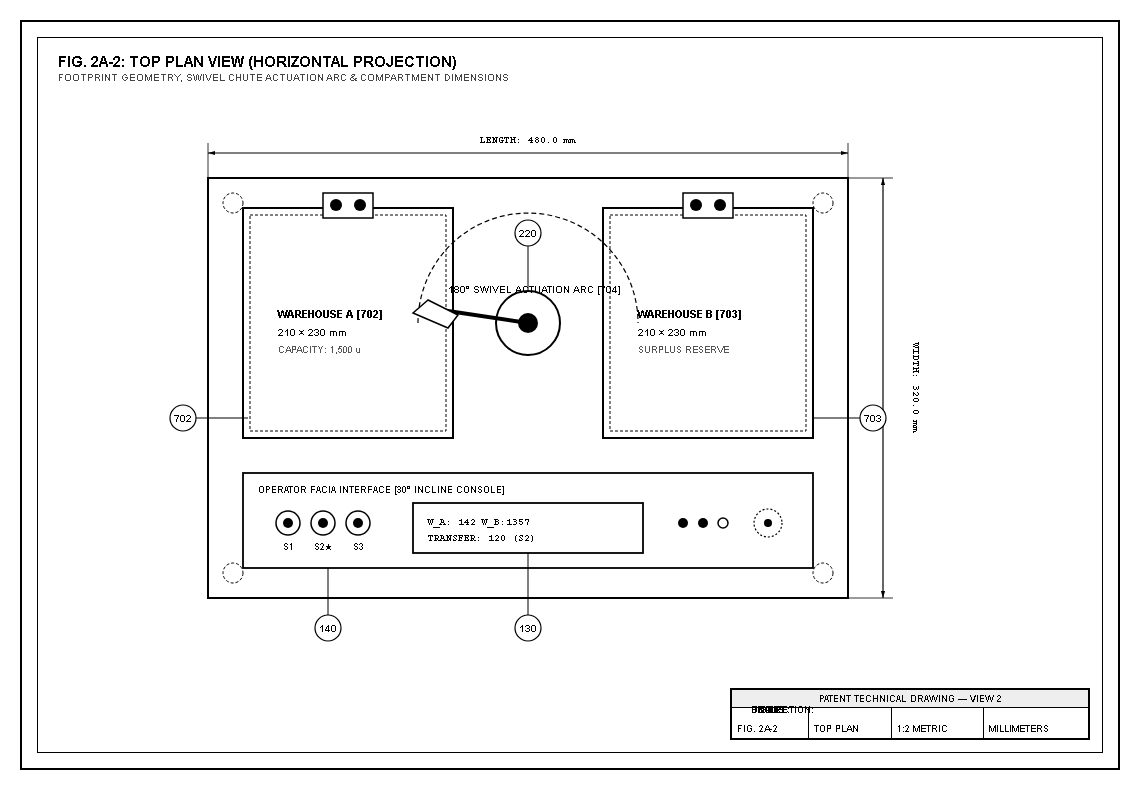 FIG. 2A-2: TOP PLAN VIEW (HORIZONTAL PROJECTION)
FOOTPRINT GEOMETRY, SWIVEL CHUTE ACTUATION ARC & COMPARTMENT DIMENSIONS
LENGTH: 480.0 mm
220
180° SWIVEL ACTUATION ARC [704]
WAREHOUSE A [702]
210 × 230 mm
CAPACITY: 1,500 u
WAREHOUSE B [703]
210 × 230 mm
SURPLUS RESERVE
WIDTH: 320.0 mm
702
703
OPERATOR FACIA INTERFACE [30° INCLINE CONSOLE]
W_A: 142 W_B:1357
TRANSFER: 120 (S2)
S1 S2★ S3
140
130
PATENT TECHNICAL DRAWING — VIEW 2
FIG. 2A-2 TOP PLAN 1:2 METRIC MILLIMETERS